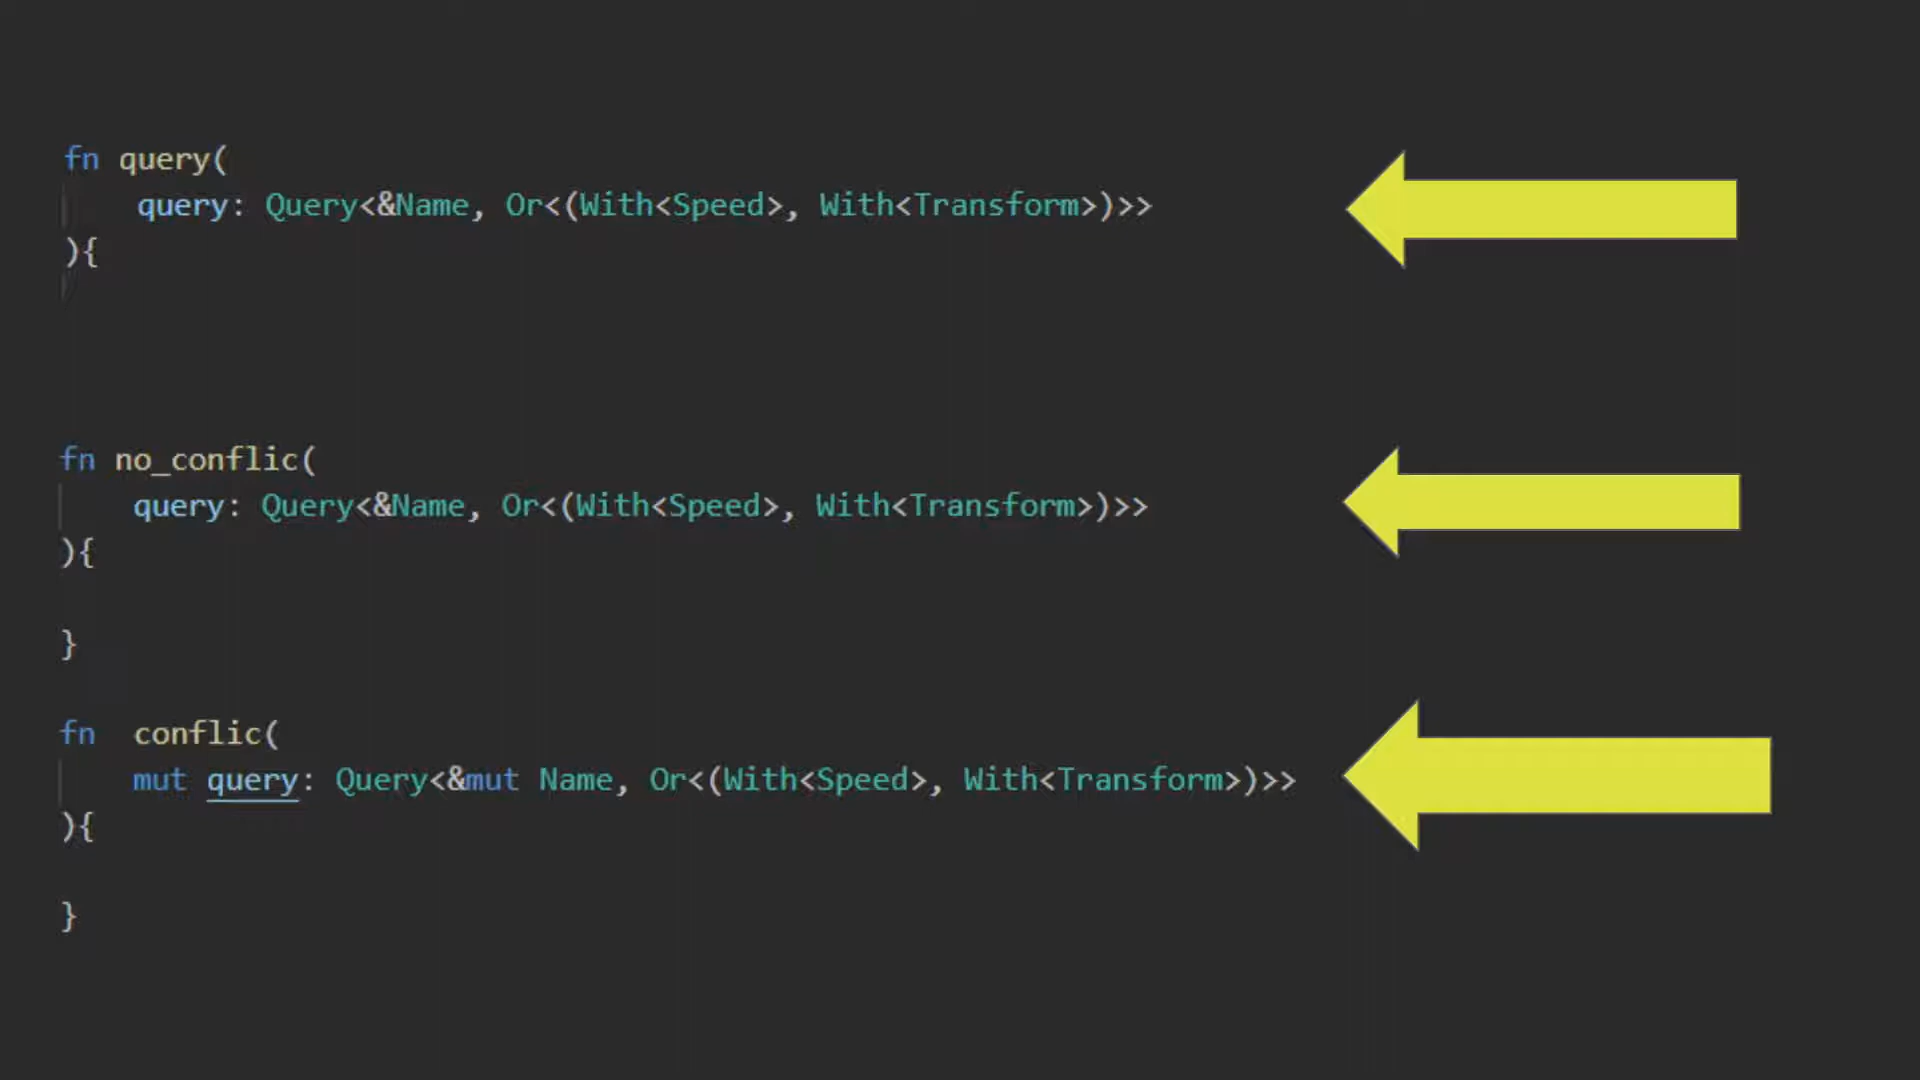 fn query(
query: Query<&Name, Or<(With<Speed>, With<Transform>)>>
){
fn no_conflic(
query: Query<&Name, Or<(With<Speed>, With<Transform>)>>
){
}
fn  conflic(
mut query: Query<&mut Name, Or<(With<Speed>, With<Transform>)>>
){
}